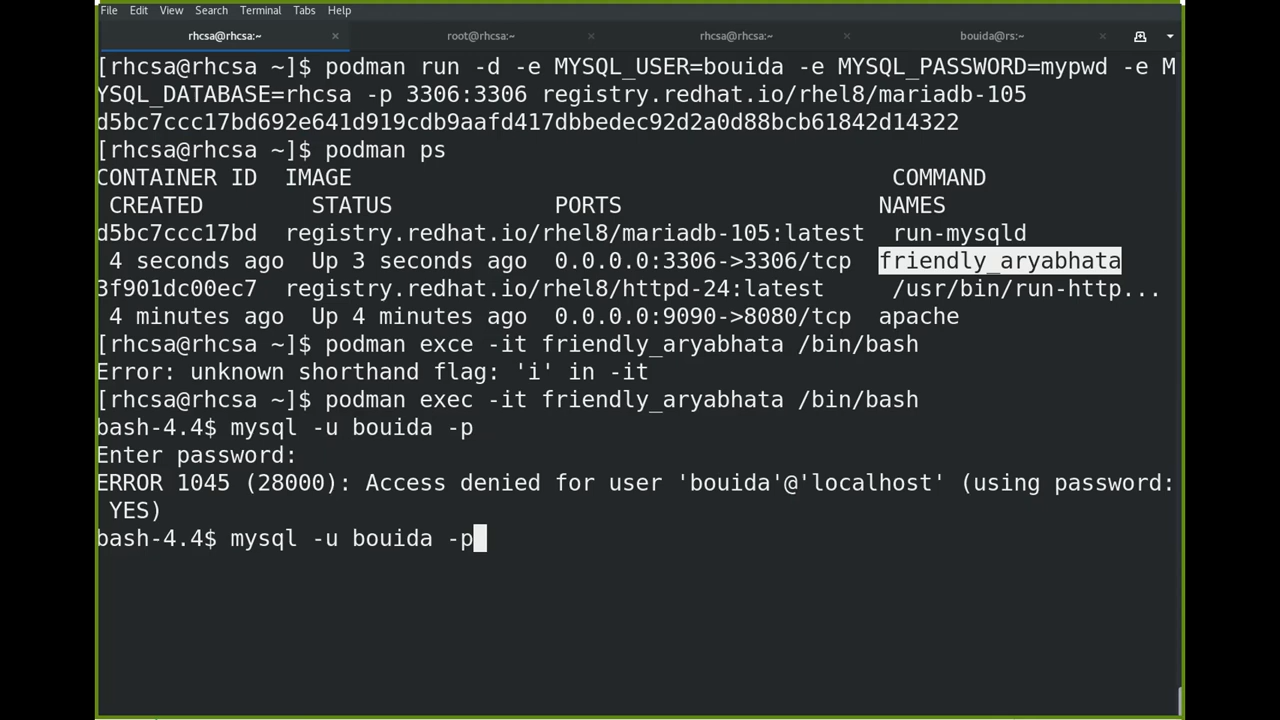 File Edit View Search Terminal Tabs Help
rhcsa@rhcsa:~ × root@rhcsa:~ × rhcsa@rhcsa:~ × bouida@rs:~ ×
[rhcsa@rhcsa ~]$ podman run -d -e MYSQL_USER=bouida -e MYSQL_PASSWORD=mypwd -e M
YSQL_DATABASE=rhcsa -p 3306:3306 registry.redhat.io/rhel8/mariadb-105
d5bc7ccc17bd692e641d919cdb9aafd417dbbedec92d2a0d88bcb61842d14322
[rhcsa@rhcsa ~]$ podman ps
CONTAINER ID  IMAGE                                        COMMAND
 CREATED        STATUS            PORTS                   NAMES
d5bc7ccc17bd  registry.redhat.io/rhel8/mariadb-105:latest  run-mysqld
 4 seconds ago  Up 3 seconds ago  0.0.0.0:3306->3306/tcp  friendly_aryabhata
3f901dc00ec7  registry.redhat.io/rhel8/httpd-24:latest     /usr/bin/run-http...
 4 minutes ago  Up 4 minutes ago  0.0.0.0:9090->8080/tcp  apache
[rhcsa@rhcsa ~]$ podman exce -it friendly_aryabhata /bin/bash
Error: unknown shorthand flag: 'i' in -it
[rhcsa@rhcsa ~]$ podman exec -it friendly_aryabhata /bin/bash
bash-4.4$ mysql -u bouida -p
Enter password:
ERROR 1045 (28000): Access denied for user 'bouida'@'localhost' (using password:
 YES)
bash-4.4$ mysql -u bouida -p